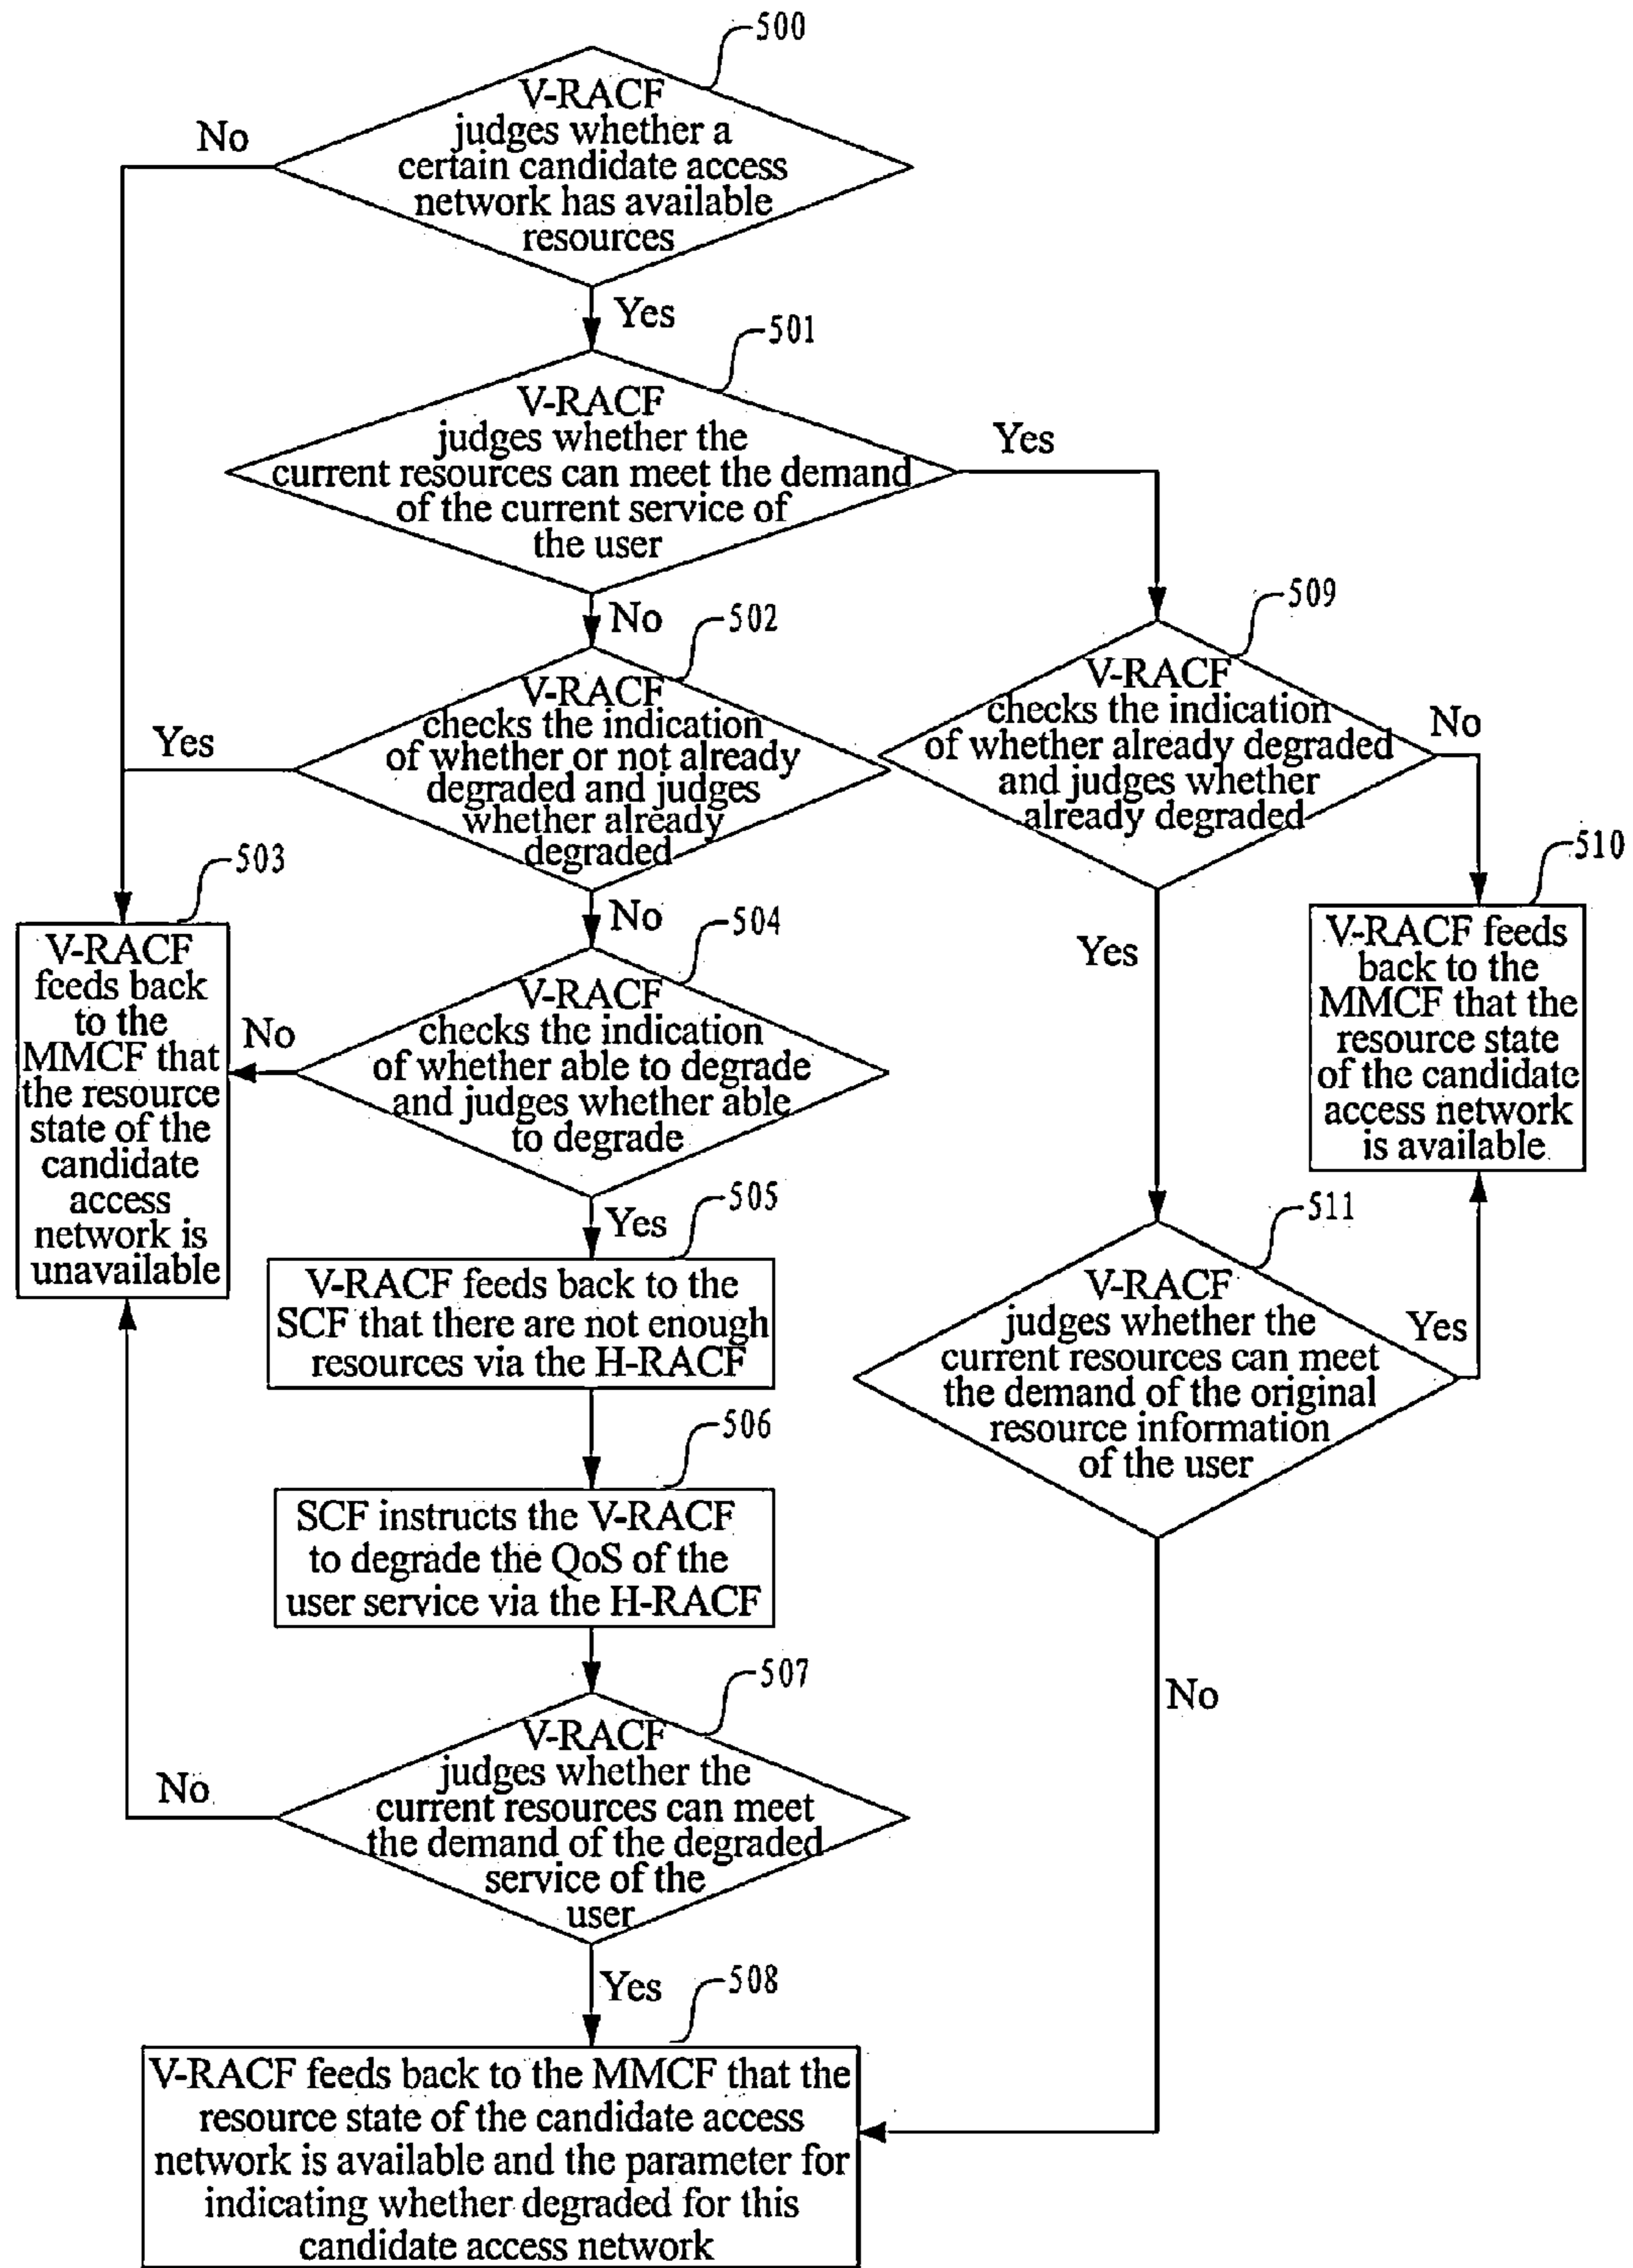 500
V-RACF
judges whether a
certain candidate access
network has available
resources
No
Yes
501
V-RACF
judges whether the
current resources can meet the demand
of the current service of
the user
Yes
No
502
V-RACF
checks the indication
of whether or not already
degraded and judges
whether already
degraded
Yes
No
509
V-RACF
checks the indication
of whether already degraded
and judges whether
already degraded
No
Yes
503
V-RACF
feeds back
to the
MMCF that
the resource
state of the
candidate
access
network is
unavailable
504
V-RACF
checks the indication
of whether able to degrade
and judges whether able
to degrade
No
Yes
510
V-RACF feeds
back to the
MMCF that the
resource state
of the candidate
access network
is available
505
V-RACF feeds back to the
SCF that there are not enough
resources via the H-RACF
511
V-RACF
judges whether the
current resources can meet
the demand of the original
resource information
of the user
Yes
No
506
SCF instructs the V-RACF
to degrade the QoS of the
user service via the H-RACF
507
V-RACF
judges whether the
current resources can meet
the demand of the degraded
service of the
user
No
Yes
508
V-RACF feeds back to the MMCF that the
resource state of the candidate access
network is available and the parameter for
indicating whether degraded for this
candidate access network